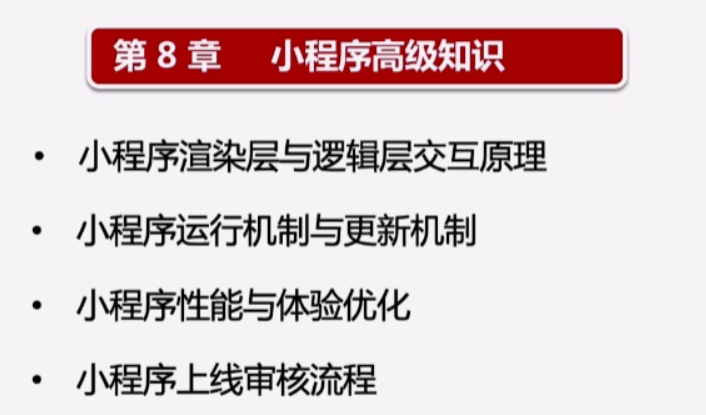 第 8 章 小程序高级知识
• 小程序渲染层与逻辑层交互原理
• 小程序运行机制与更新机制
• 小程序性能与体验优化
• 小程序上线审核流程